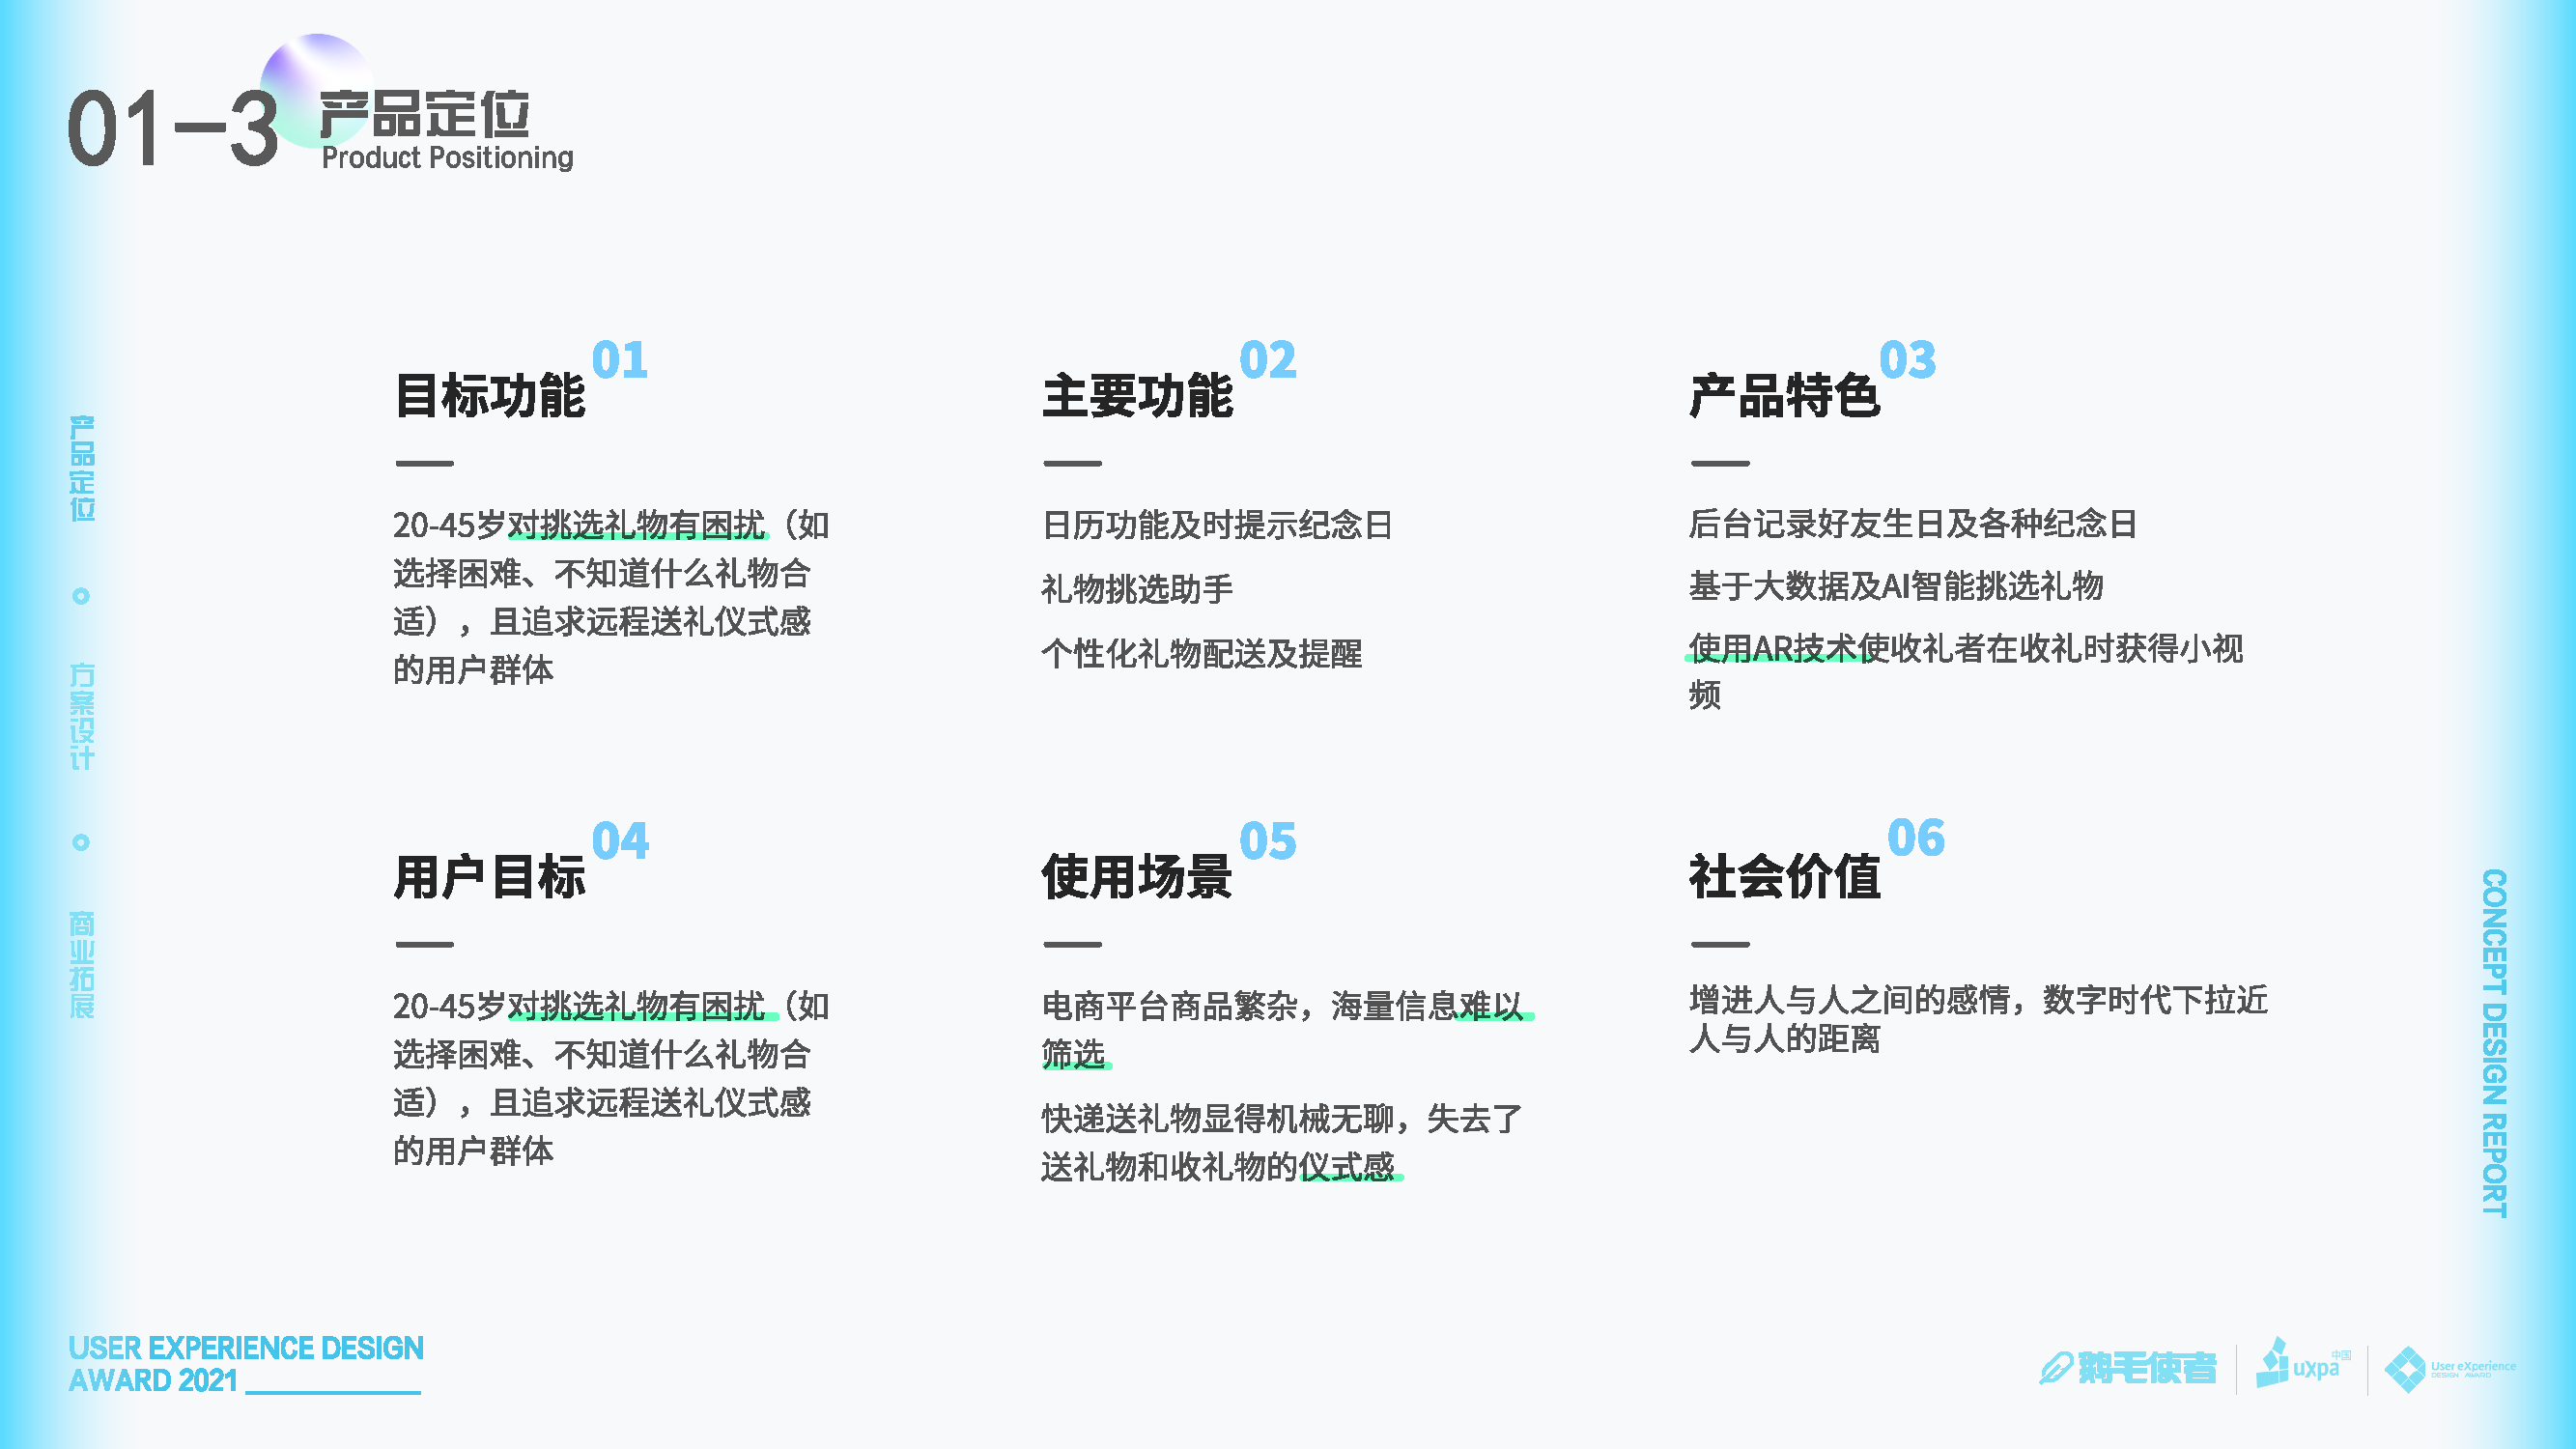 01-3
产品定位
Product Positioning
目标功能
01
20-45岁对挑选礼物有困扰（如
选择困难、不知道什么礼物合
适），且追求远程送礼仪式感
的用户群体
主要功能
02
日历功能及时提示纪念日
礼物挑选助手
个性化礼物配送及提醒
产品特色
03
后台记录好友生日及各种纪念日
基于大数据及AI智能挑选礼物
使用AR技术使收礼者在收礼时获得小视
频
用户目标
04
20-45岁对挑选礼物有困扰（如
选择困难、不知道什么礼物合
适），且追求远程送礼仪式感
的用户群体
使用场景
05
电商平台商品繁杂，海量信息难以
筛选
快递送礼物显得机械无聊，失去了
送礼物和收礼物的仪式感
社会价值
06
增进人与人之间的感情，数字时代下拉近
人与人的距离
产品定位
方案设计
商业拓展
CONCEPT DESIGN REPORT
USER EXPERIENCE DESIGN
AWARD 2021
鹅毛使者
uxpa中国
User eXperience
DESIGN AWARD